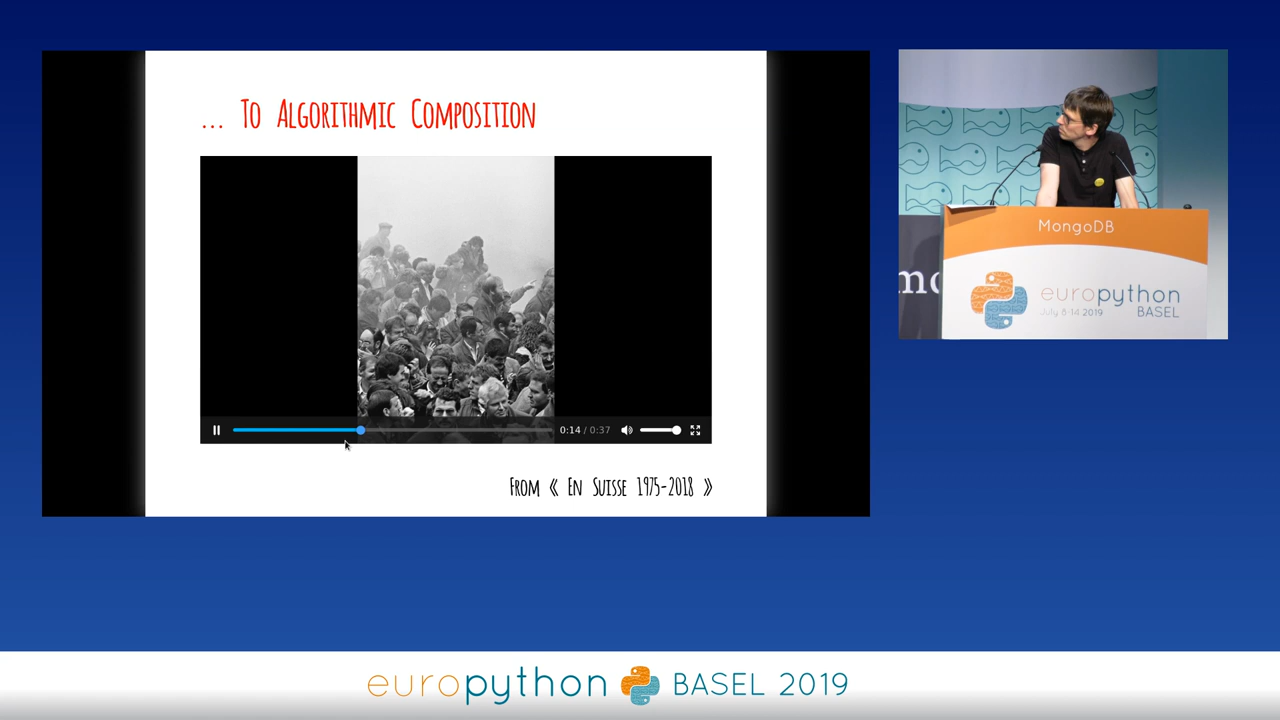 ... To Algorithmic Composition
0:14 / 0:37
From « En Suisse 1975-2018 »
MongoDB
europython
July 8-14 2019
BASEL
mo
europython BASEL 2019